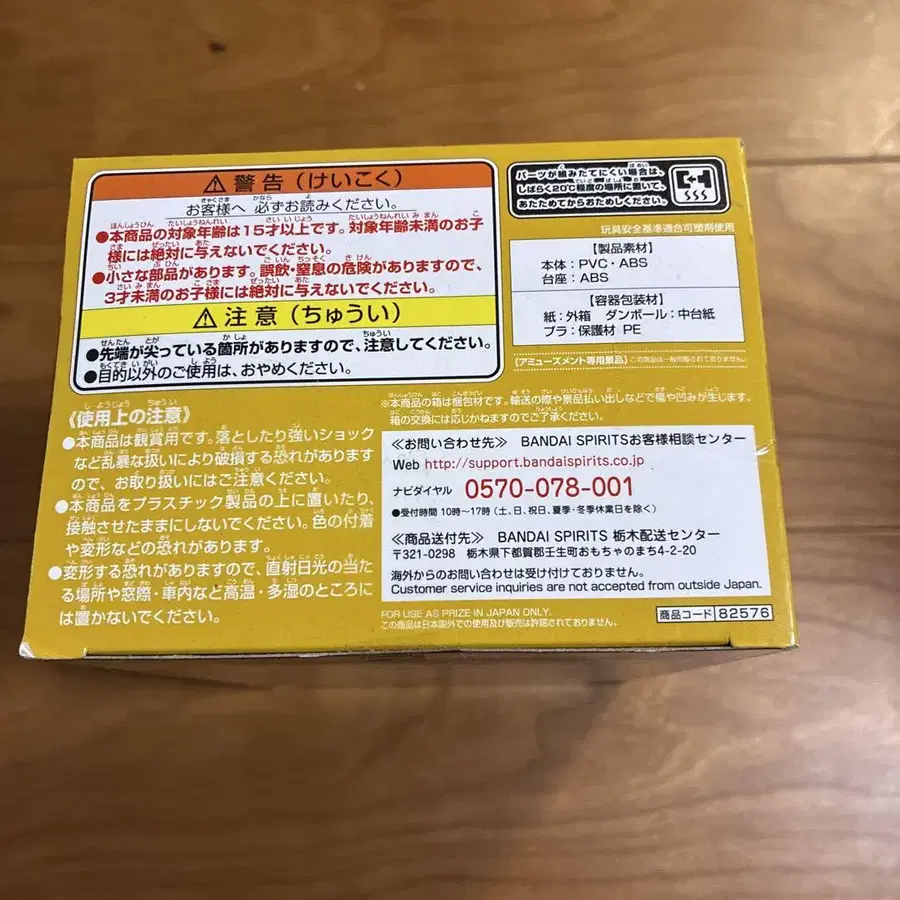 ⚠警告（けいこく）
お客様へ 必ずお読みください。
●本商品の対象年齢は15才以上です。対象年齢未満のお子
様には絶対に与えないでください。
●小さな部品があります。誤飲・窒息の危険がありますので、
3才未満のお子様には絶対に与えないでください。
⚠注意（ちゅうい）
●先端が尖っている箇所がありますので、注意してください。
●目的以外のご使用は、おやめください。
《使用上の注意》
●本商品は観賞用です。落としたり強いショック
など乱暴な扱いにより破損する恐れがあります
ので、お取り扱いにはご注意ください。
●本商品をプラスチック製品の上に置いたり、
接触させたままにしないでください。色の付着
や変形などの恐れがあります。
●変形する恐れがありますので、直射日光の当た
る場所や窓際・車内など高温・多湿のところに
は置かないでください。
パーツが組みたてにくい場合は、
しばらく20℃程度の場所に置いて、
あたためてからおためしください。
玩具安全基準適合可塑剤使用
【製品素材】
本体：PVC・ABS
台座：ABS
【容器包装材】
紙：外箱 ダンボール：中台紙
プラ：保護材 PE
［アミューズメント専用景品］この商品は一般市販されておりません。
※本商品の箱は梱包材です。輸送の際や景品払い出しなどで傷や凹みが生じます。
箱の交換には応じかねますのでご了承ください。
≪お問い合わせ先≫ BANDAI SPIRITSお客様相談センター
Web http://support.bandaispirits.co.jp
ナビダイヤル 0570-078-001
●受付時間 10時〜17時（土、日、祝日、夏季・冬季休業日を除く）
≪商品送付先≫ BANDAI SPIRITS 栃木配送センター
〒321-0298 栃木県下都賀郡壬生町おもちゃのまち4-2-20
海外からのお問い合わせは受け付けておりません。
Customer service inquiries are not accepted from outside Japan.
FOR USE AS PRIZE IN JAPAN ONLY.
この商品は日本国外での使用及び販売は許諾されておりません。
商品コード 82576